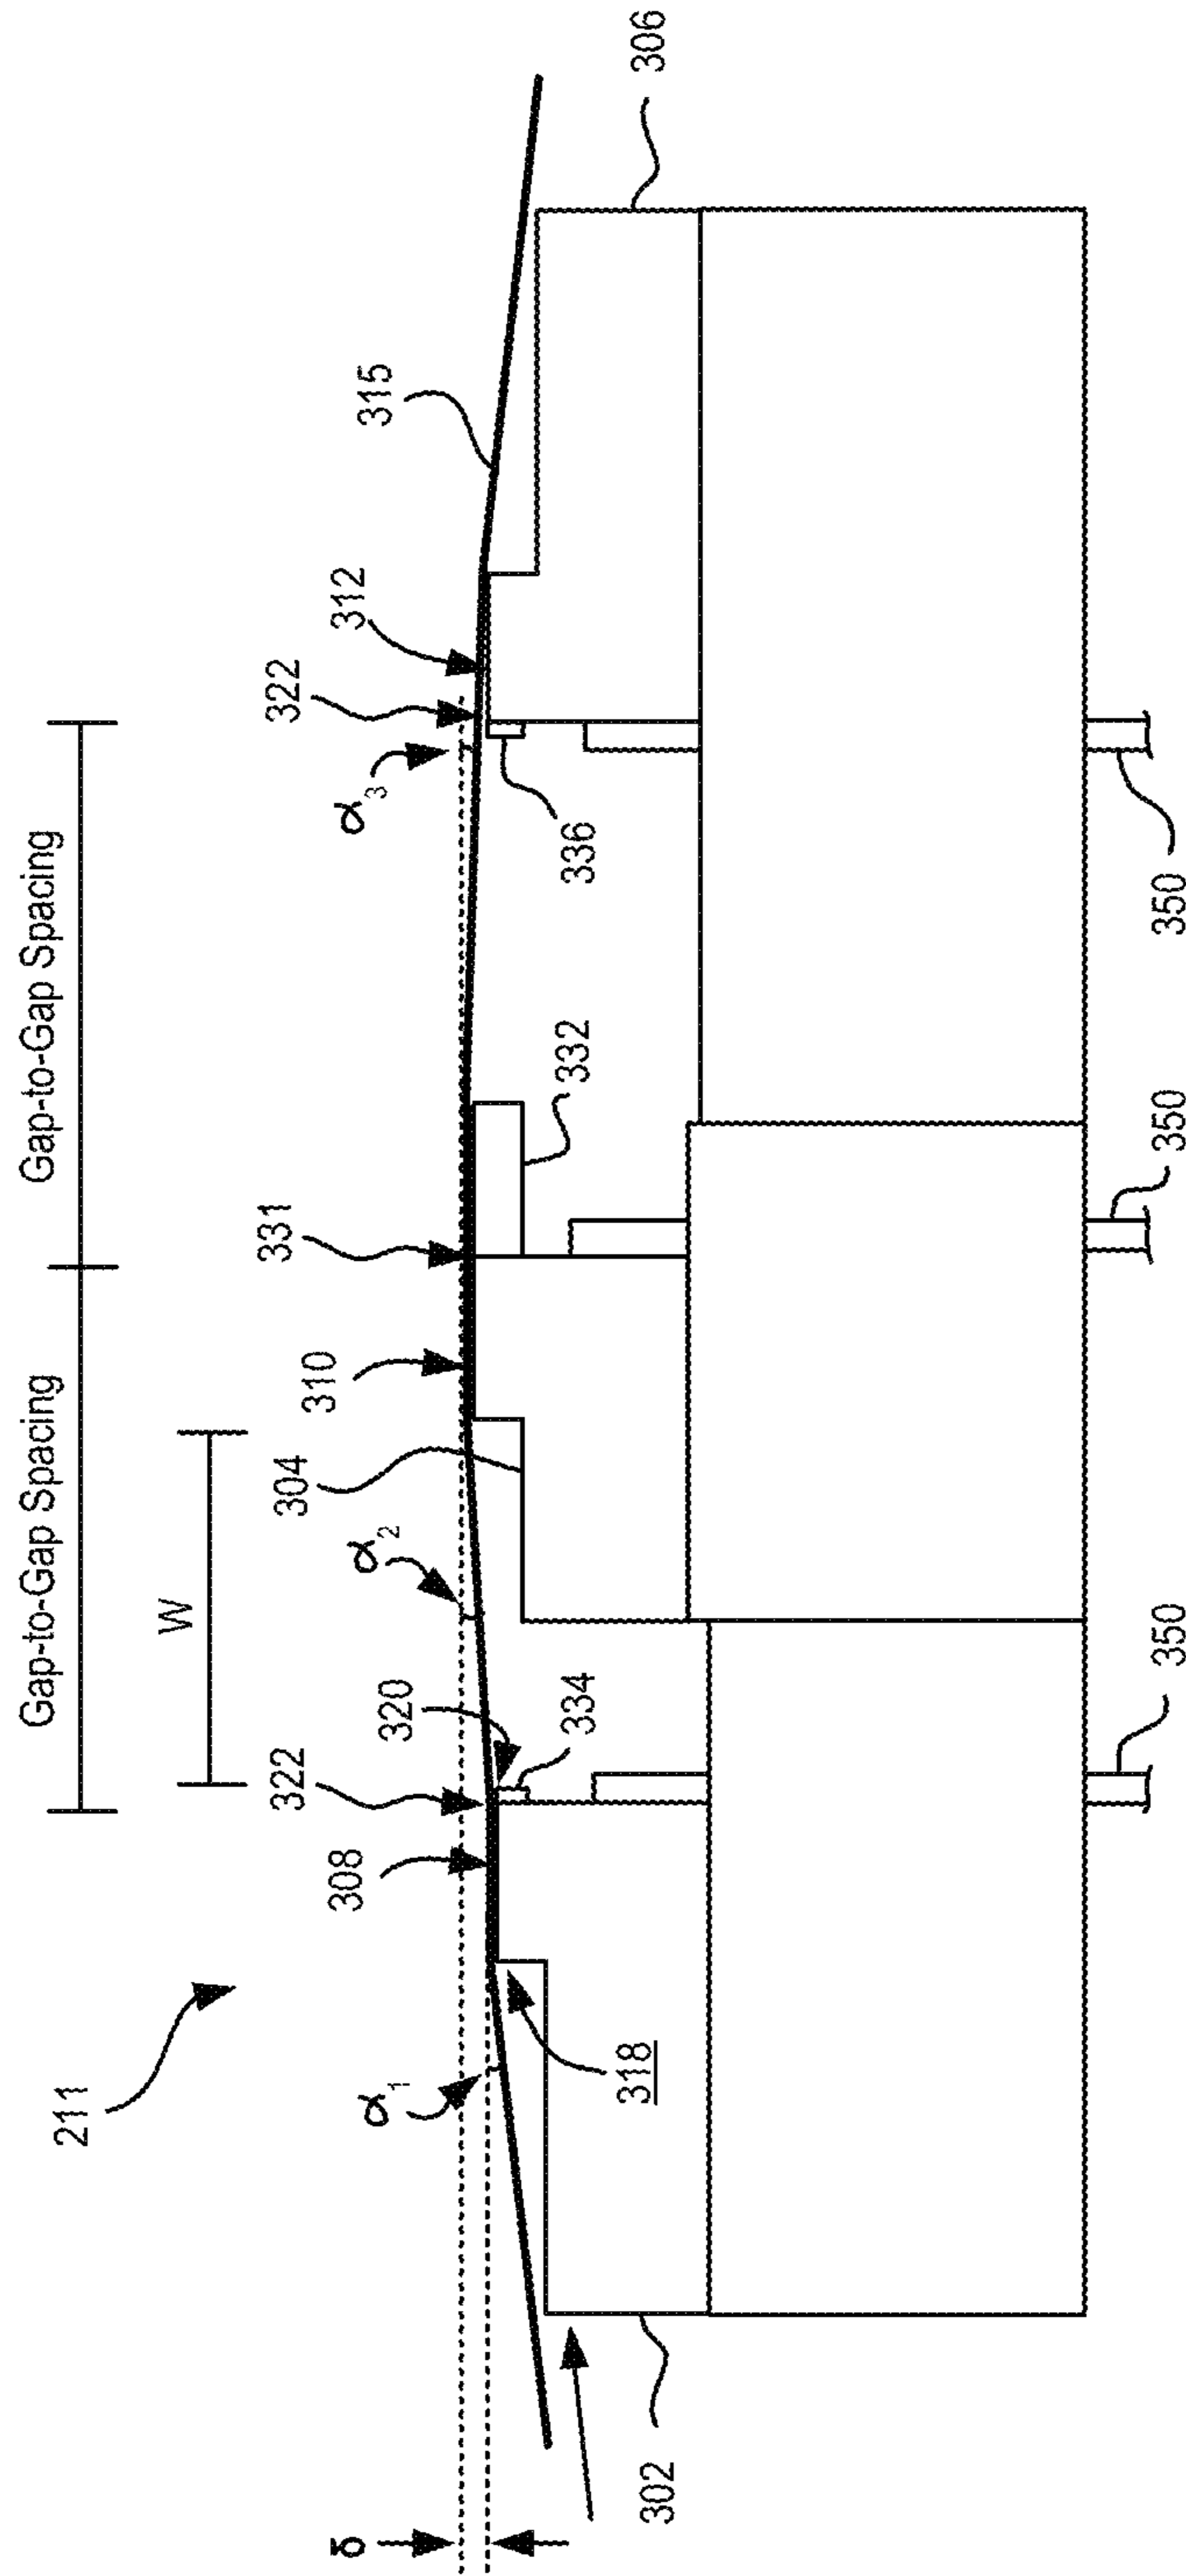 Gap-to-Gap Spacing
Gap-to-Gap Spacing
W
211
δ
α1
308
322
320
334
α2
304
310
331
332
α3
322
312
336
315
306
318
302
350
350
350